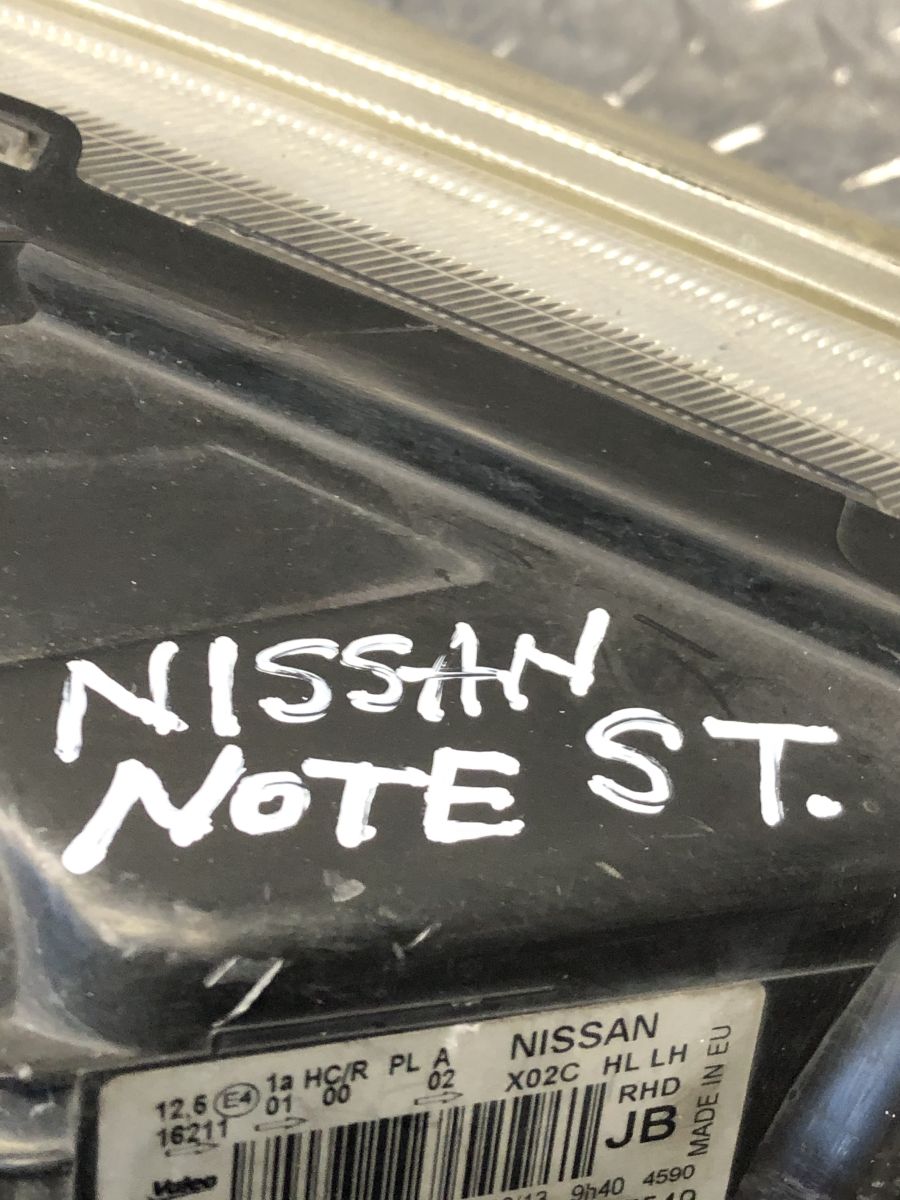 NISSAN
NOTE ST.
NISSAN
1a HC/R PL A
X02C HL LH
12,6 E4 01 00 02
RHD
16211
JB
MADE IN EU
Valeo
9h40 4590